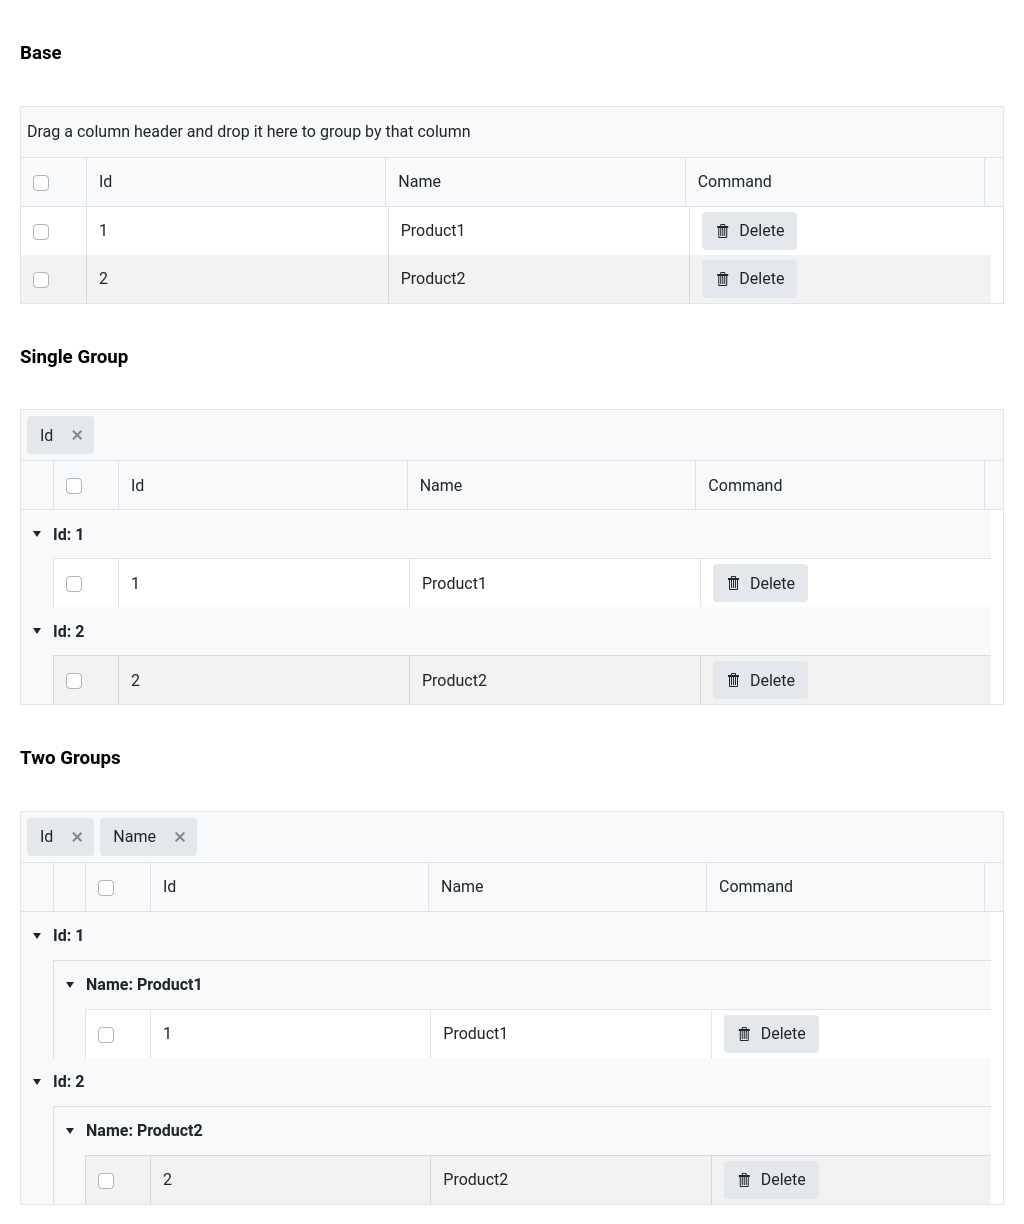 Base
Drag a column header and drop it here to group by that column
Id Name Command
1 Product1 Delete
2 Product2 Delete
Single Group
Id
Id Name Command
Id: 1
1 Product1 Delete
Id: 2
2 Product2 Delete
Two Groups
Id Name
Id Name Command
Id: 1
Name: Product1
1 Product1 Delete
Id: 2
Name: Product2
2 Product2 Delete